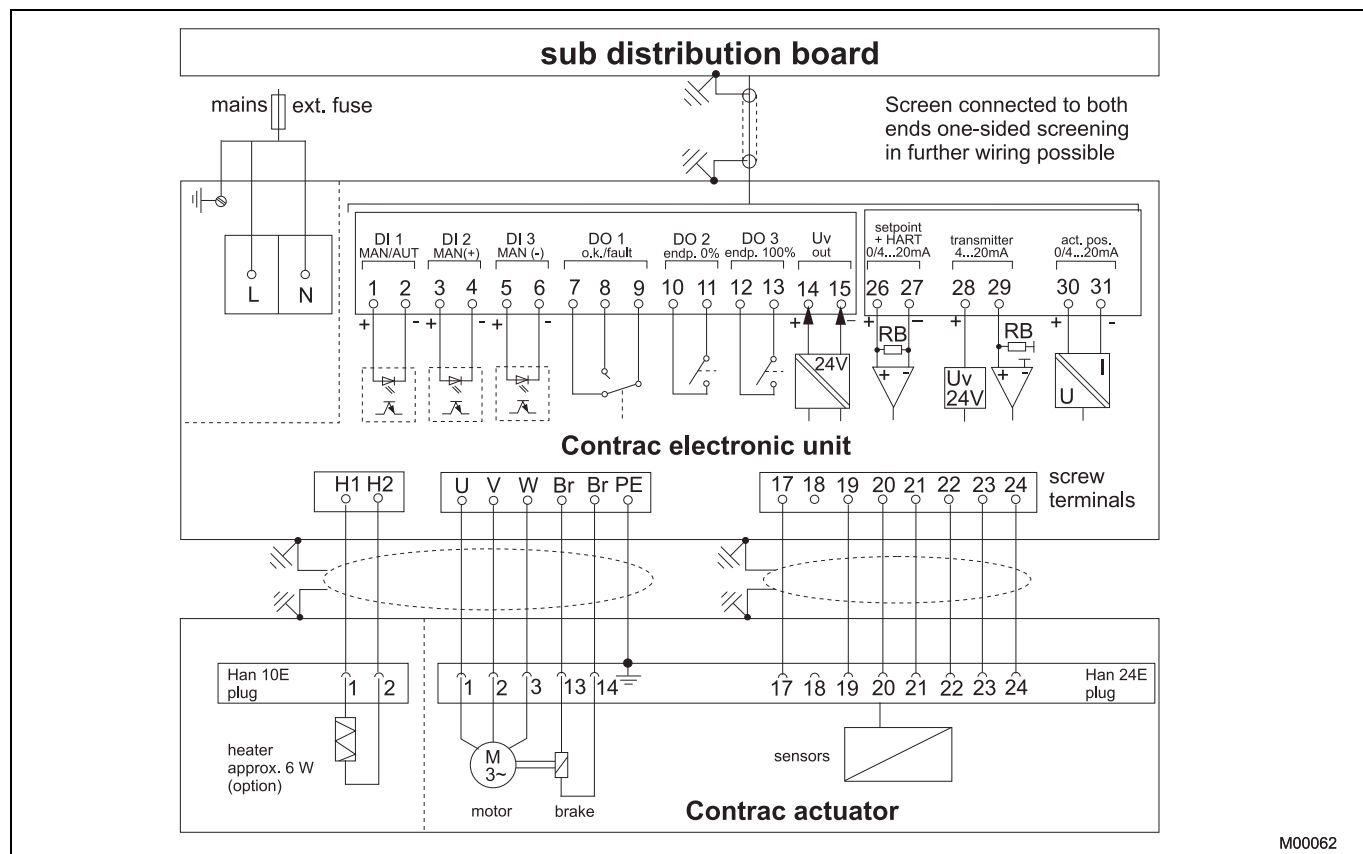 sub distribution board
mains ext. fuse
Screen connected to both
ends one-sided screening
in further wiring possible
L N
DI 1 DI 2 DI 3 DO 1 DO 2 DO 3 Uv
MAN/AUT MAN(+) MAN (-) o.k./fault endp. 0% endp. 100% out
setpoint
+ HART transmitter act. pos.
0/4...20mA 4...20mA 0/4...20mA
1 2 3 4 5 6 7 8 9 10 11 12 13 14 15 26 27 28 29 30 31
+ - + - + - + - + - + + -
RB RB
24V + - Uv 24V + - I U
Contrac electronic unit
H1 H2 U V W Br Br PE 17 18 19 20 21 22 23 24
screw
terminals
Han 10E
plug
1 2 1 2 3 13 14 17 18 19 20 21 22 23 24
Han 24E
plug
heater
approx. 6 W
(option)
M
3~
motor brake
sensors
Contrac actuator
M00062